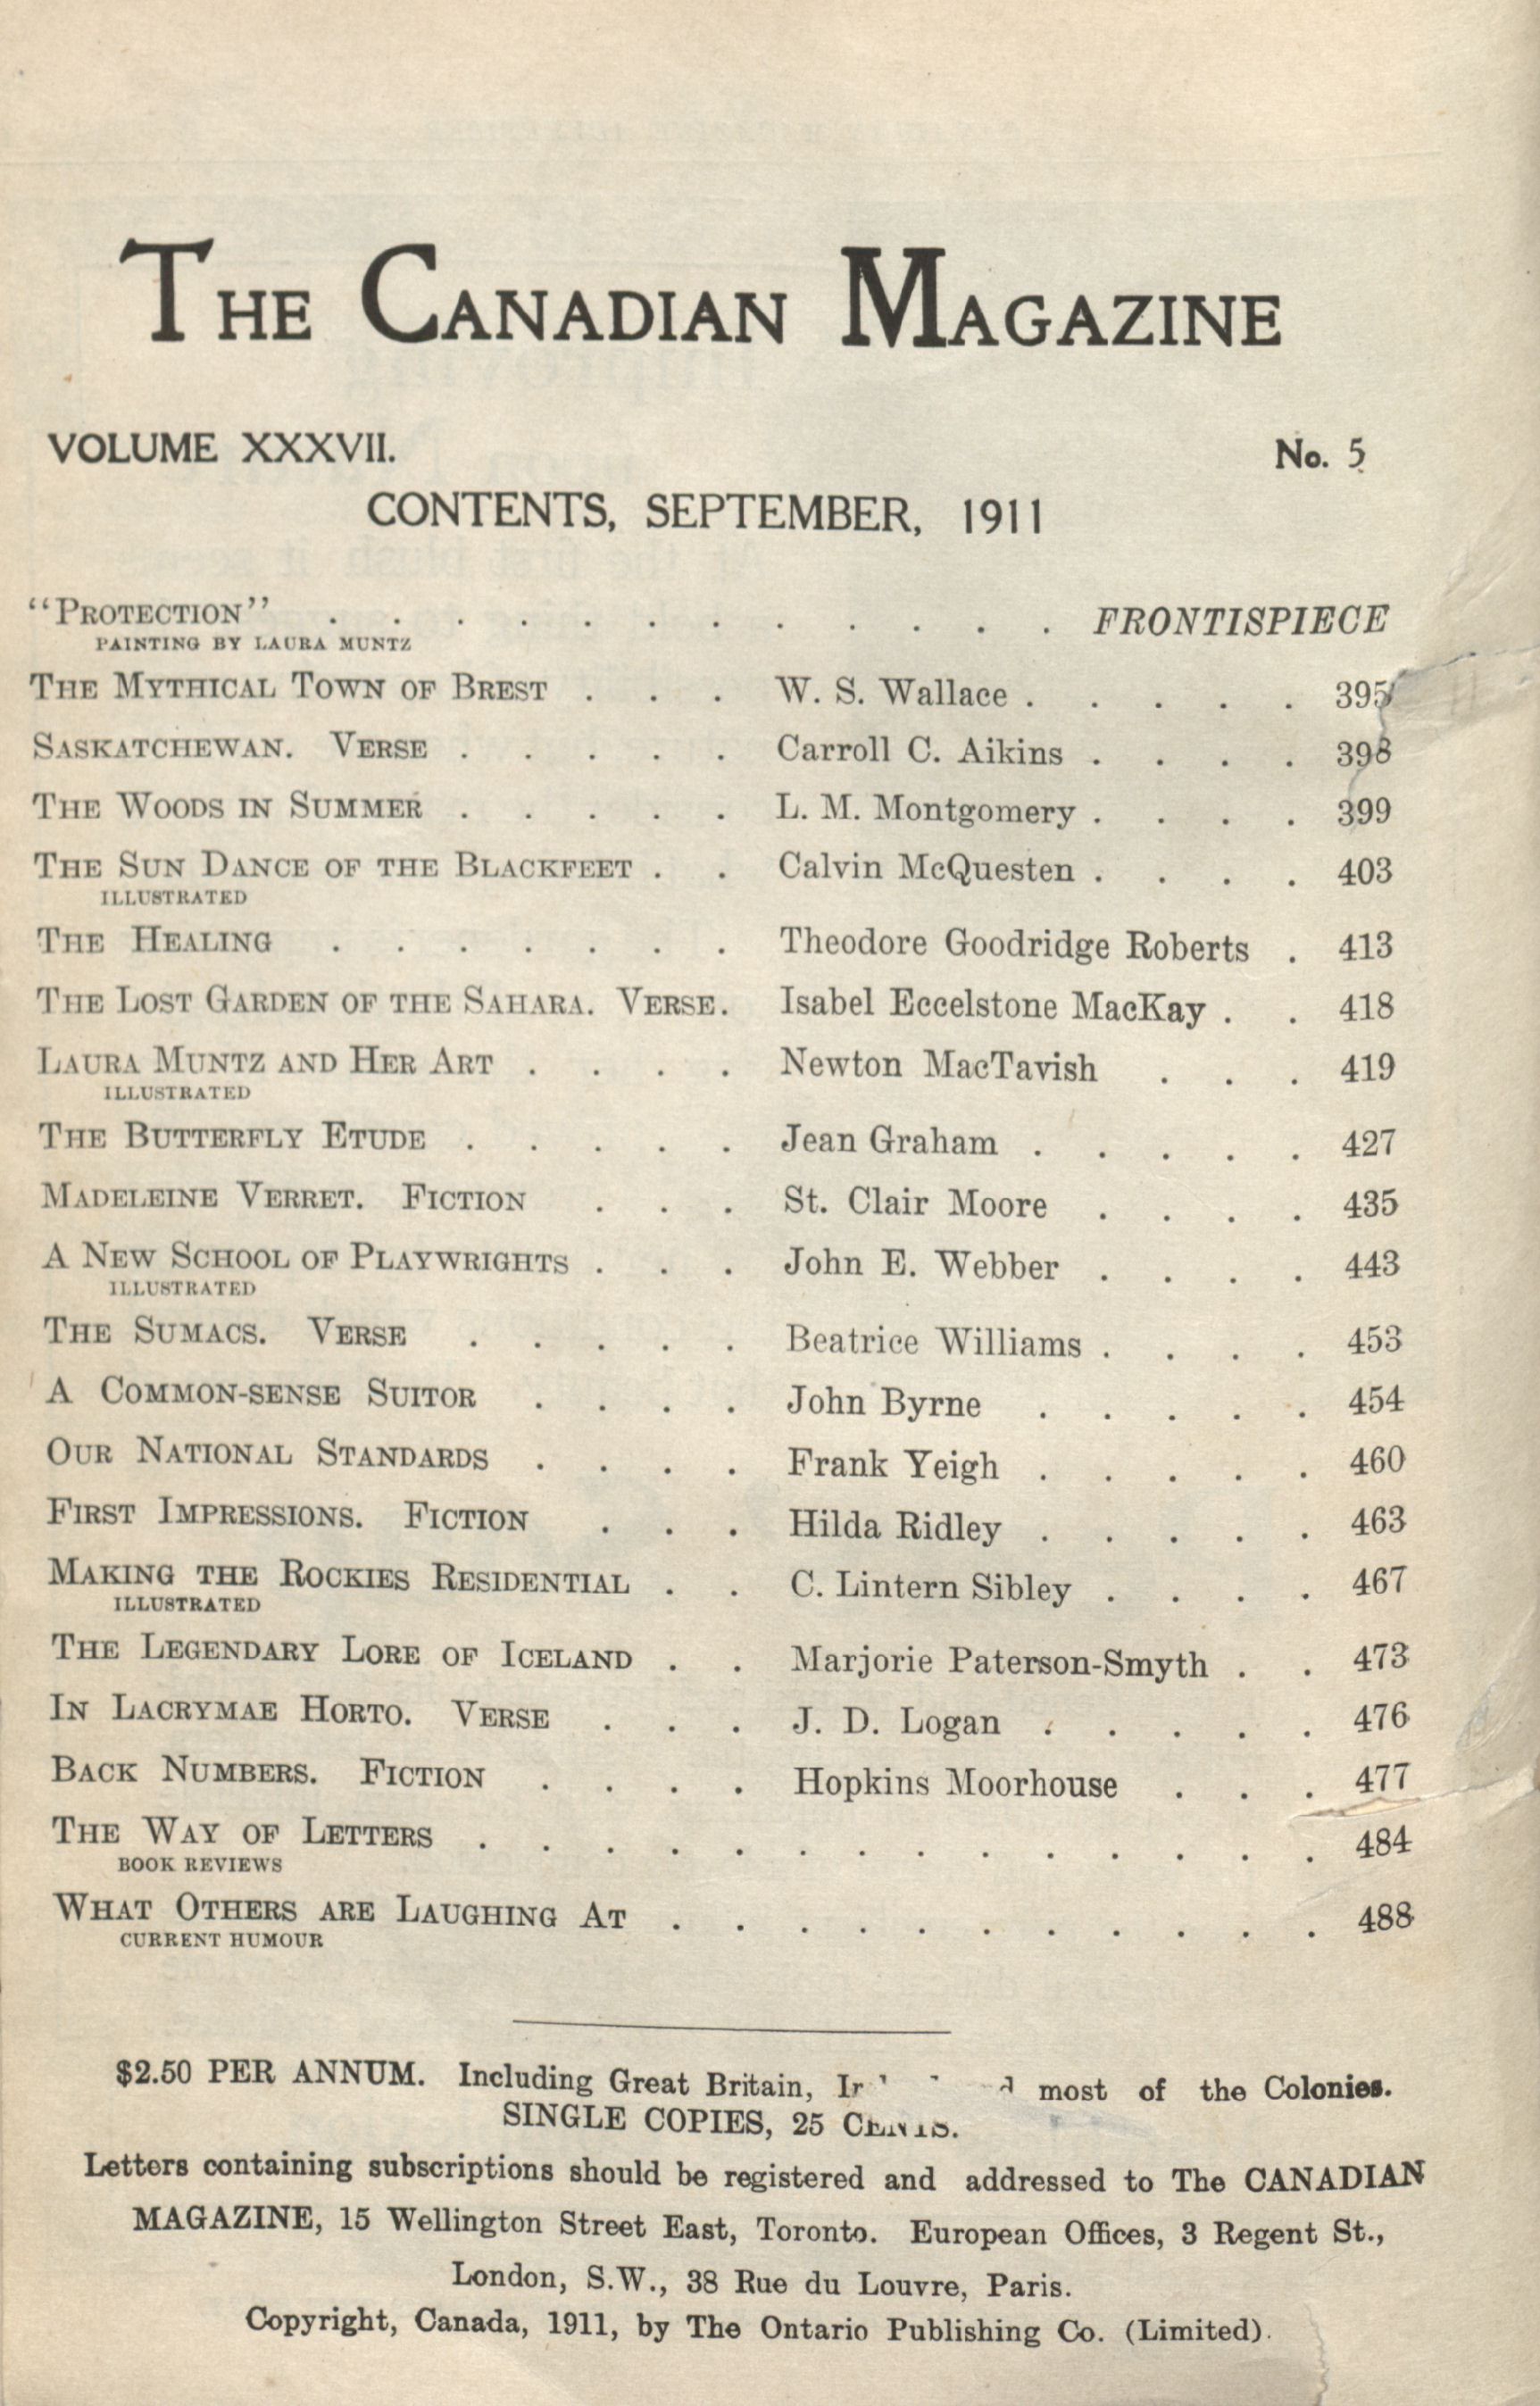 THE CANADIAN MAGAZINE
VOLUME XXXVII. No. 5
CONTENTS, SEPTEMBER, 1911
"PROTECTION" . . . . . . . . . . . . FRONTISPIECE
PAINTING BY LAURA MUNTZ
THE MYTHICAL TOWN OF BREST . . . W. S. Wallace . . . . . 395
SASKATCHEWAN. VERSE . . . . . Carroll C. Aikins . . . . 398
THE WOODS IN SUMMER . . . . . L. M. Montgomery . . . . 399
THE SUN DANCE OF THE BLACKFEET . . Calvin McQuesten . . . . 403
ILLUSTRATED
THE HEALING . . . . . . . Theodore Goodridge Roberts . 413
THE LOST GARDEN OF THE SAHARA. VERSE. Isabel Eccelstone MacKay . . 418
LAURA MUNTZ AND HER ART . . . . Newton MacTavish . . . 419
ILLUSTRATED
THE BUTTERFLY ETUDE . . . . . Jean Graham . . . . . 427
MADELEINE VERRET. FICTION . . . St. Clair Moore . . . . 435
A NEW SCHOOL OF PLAYWRIGHTS . . . John E. Webber . . . . 443
ILLUSTRATED
THE SUMACS. VERSE . . . . . Beatrice Williams . . . . 453
A COMMON-SENSE SUITOR . . . . John Byrne . . . . . 454
OUR NATIONAL STANDARDS . . . . Frank Yeigh . . . . . 460
FIRST IMPRESSIONS. FICTION . . . Hilda Ridley . . . . . 463
MAKING THE ROCKIES RESIDENTIAL . . C. Lintern Sibley . . . . 467
ILLUSTRATED
THE LEGENDARY LORE OF ICELAND . . Marjorie Paterson-Smyth . . 473
IN LACRYMAE HORTO. VERSE . . . J. D. Logan . . . . . 476
BACK NUMBERS. FICTION . . . . Hopkins Moorhouse . . . 477
THE WAY OF LETTERS . . . . . . . . . . . . . . 484
BOOK REVIEWS
WHAT OTHERS ARE LAUGHING AT . . . . . . . . . . . 488
CURRENT HUMOUR
$2.50 PER ANNUM. Including Great Britain, most of the Colonies.
SINGLE COPIES, 25 CENTS.
Letters containing subscriptions should be registered and addressed to The CANADIAN
MAGAZINE, 15 Wellington Street East, Toronto. European Offices, 3 Regent St.,
London, S.W., 38 Rue du Louvre, Paris.
Copyright, Canada, 1911, by The Ontario Publishing Co. (Limited).